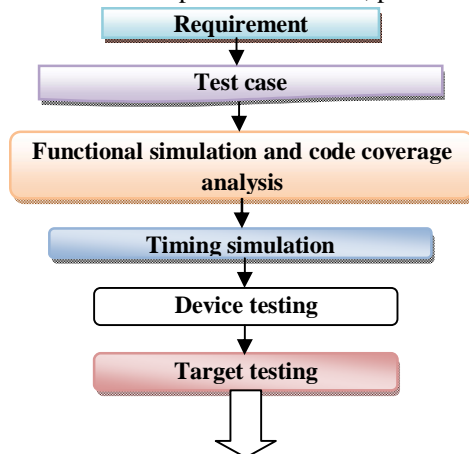 Requirement
Test case
Functional simulation and code coverage
analysis
Timing simulation
Device testing
Target testing